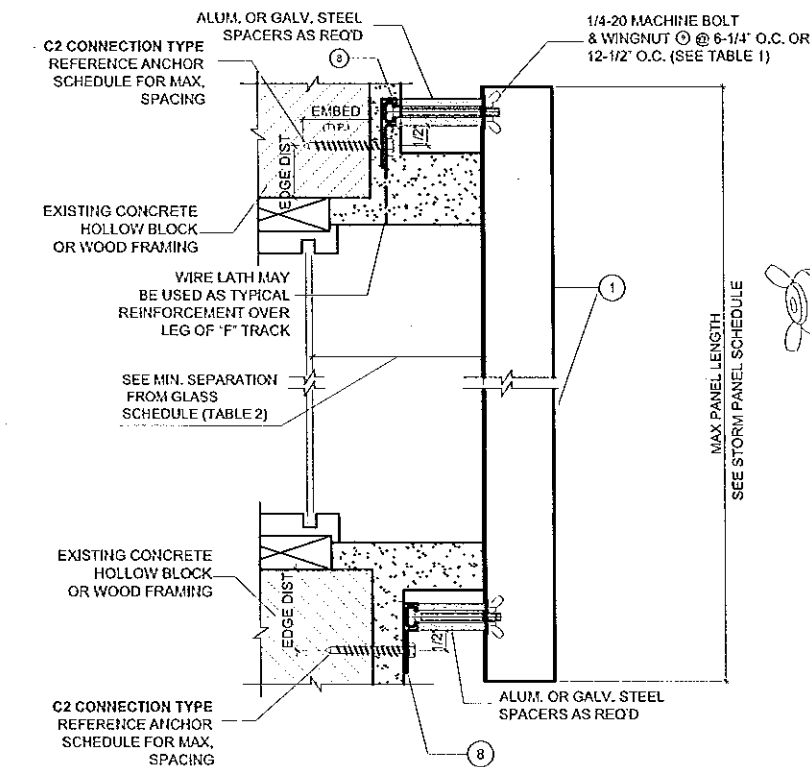 ALUM. OR GALV. STEEL
SPACERS AS REQ'D
1/4-20 MACHINE BOLT
& WINGNUT 9 @ 6-1/4" O.C. OR
12-1/2" O.C. (SEE TABLE 1)
C2 CONNECTION TYPE
REFERENCE ANCHOR
SCHEDULE FOR MAX.
SPACING
8
EMBED
(TYP.)
1/2"
EDGE DIST
EXISTING CONCRETE
HOLLOW BLOCK
OR WOOD FRAMING
WIRE LATH MAY
BE USED AS TYPICAL
REINFORCEMENT OVER
LEG OF "F" TRACK
1
SEE MIN. SEPARATION
FROM GLASS
SCHEDULE (TABLE 2)
MAX PANEL LENGTH
SEE STORM PANEL SCHEDULE
EXISTING CONCRETE
HOLLOW BLOCK
OR WOOD FRAMING
EDGE DIST
1/2"
C2 CONNECTION TYPE
REFERENCE ANCHOR
SCHEDULE FOR MAX.
SPACING
ALUM. OR GALV. STEEL
SPACERS AS REQ'D
8